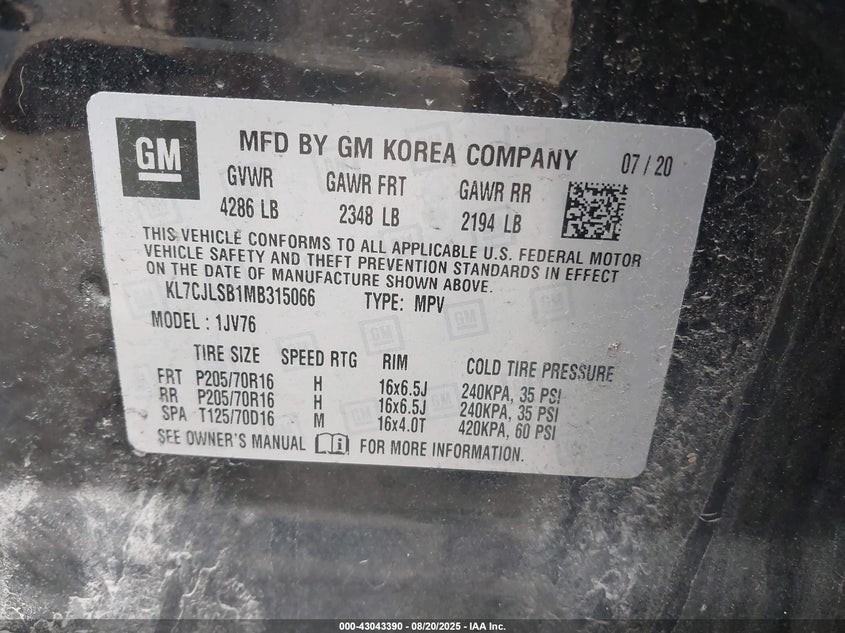 GM
MFD BY GM KOREA COMPANY 07 / 20
GVWR GAWR FRT GAWR RR
4286 LB 2348 LB 2194 LB
THIS VEHICLE CONFORMS TO ALL APPLICABLE U.S. FEDERAL MOTOR
VEHICLE SAFETY AND THEFT PREVENTION STANDARDS IN EFFECT
ON THE DATE OF MANUFACTURE SHOWN ABOVE.
KL7CJLSB1MB315066 TYPE: MPV
MODEL : 1JV76
TIRE SIZE SPEED RTG RIM COLD TIRE PRESSURE
FRT P205/70R16 H 16x6.5J 240KPA, 35 PSI
RR P205/70R16 H 16x6.5J 240KPA, 35 PSI
SPA T125/70D16 M 16x4.0T 420KPA, 60 PSI
SEE OWNER'S MANUAL FOR MORE INFORMATION.
000-43043390 - 08/20/2025 - IAA Inc.